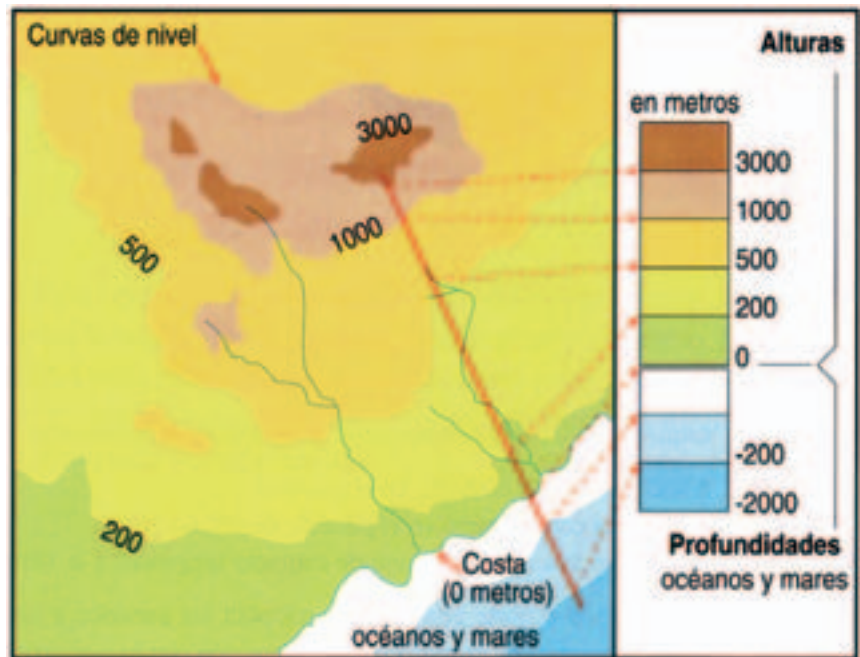 Curvas de nivel
3000
1000
500
200
Costa
(0 metros)
océanos y mares
Alturas
en metros
3000
1000
500
200
0
-200
-2000
Profundidades
océanos y mares